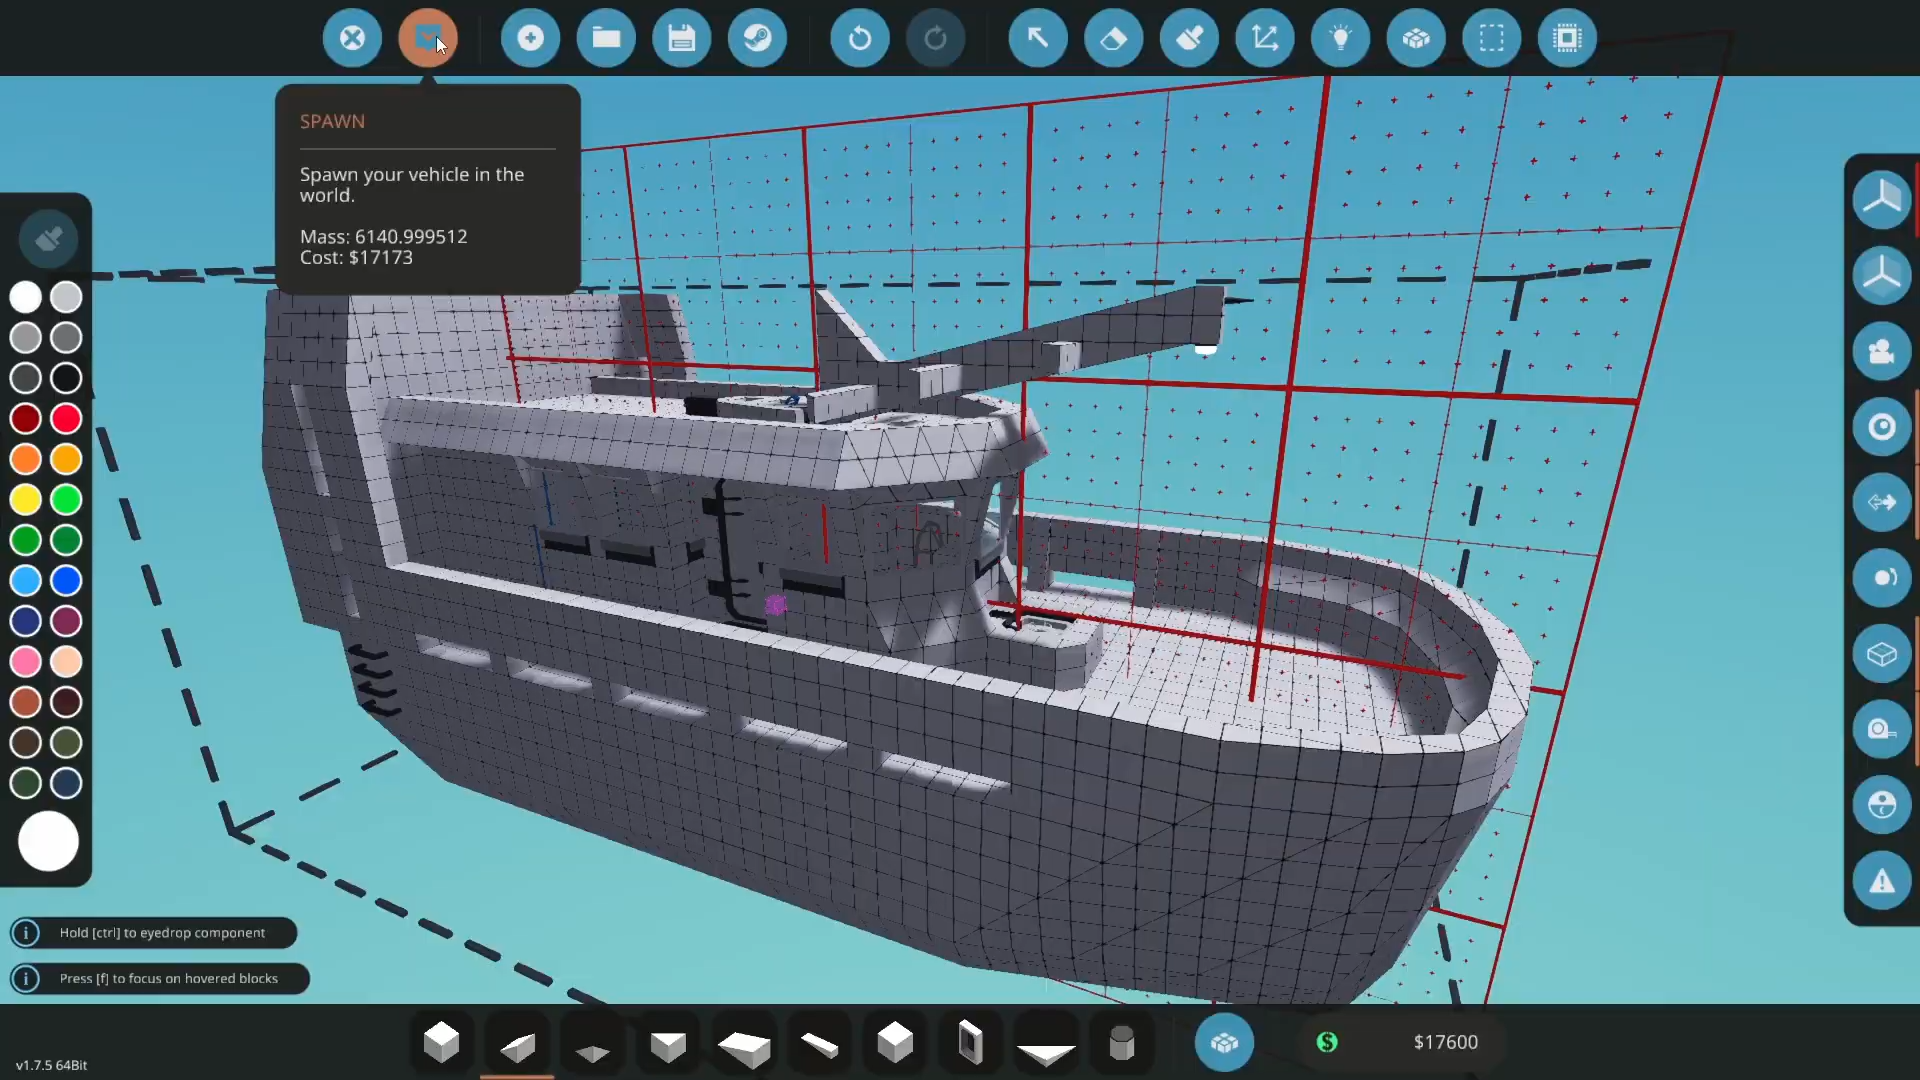 SPAWN
Spawn your vehicle in the
world.
Mass: 6140.999512
Cost: $17173
Hold [ctrl] to eyedrop component
Press [f] to focus on hovered blocks
v1.7.5 64Bit
$17600